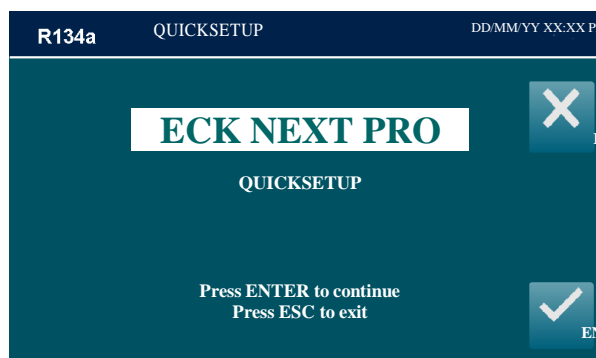 R134a QUICKSETUP DD/MM/YY XX:XX P
ECK NEXT PRO
QUICKSETUP
Press ENTER to continue
Press ESC to exit